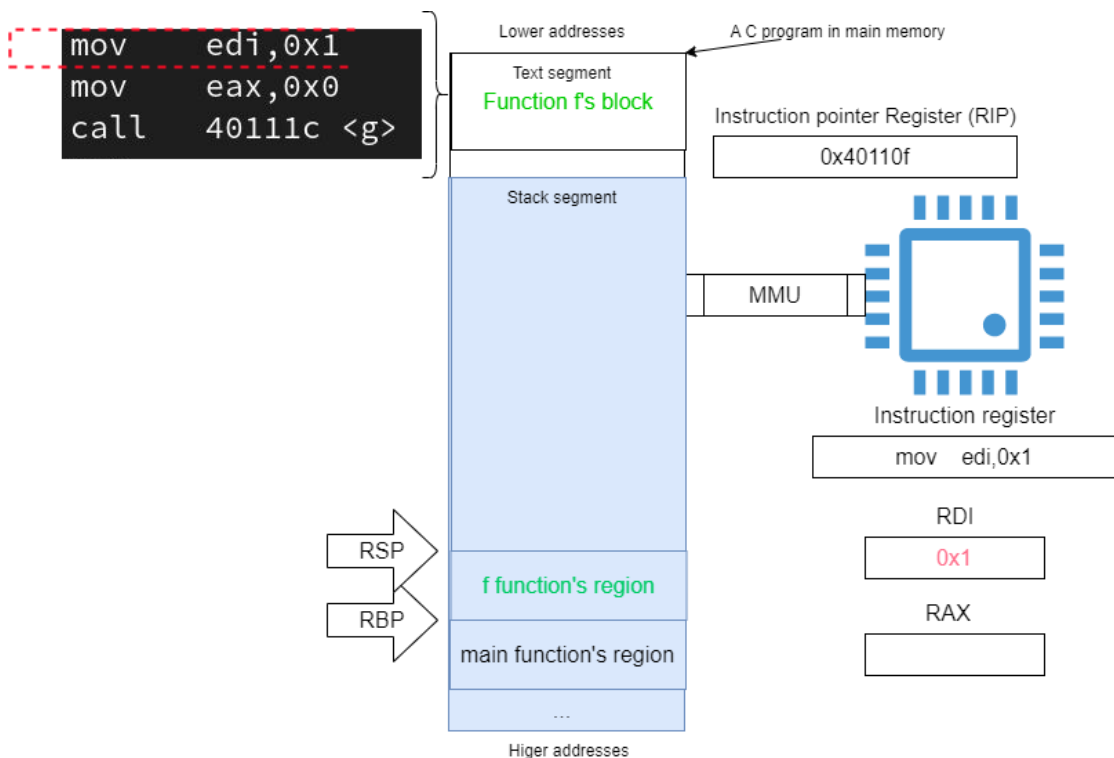 mov edi,0x1
mov eax,0x0
call 40111c <g>
Lower addresses
A C program in main memory
Text segment
Function f's block
Instruction pointer Register (RIP)
0x40110f
Stack segment
MMU
Instruction register
mov edi,0x1
RDI
0x1
RAX
RSP
RBP
f function's region
main function's region
...
Higer addresses